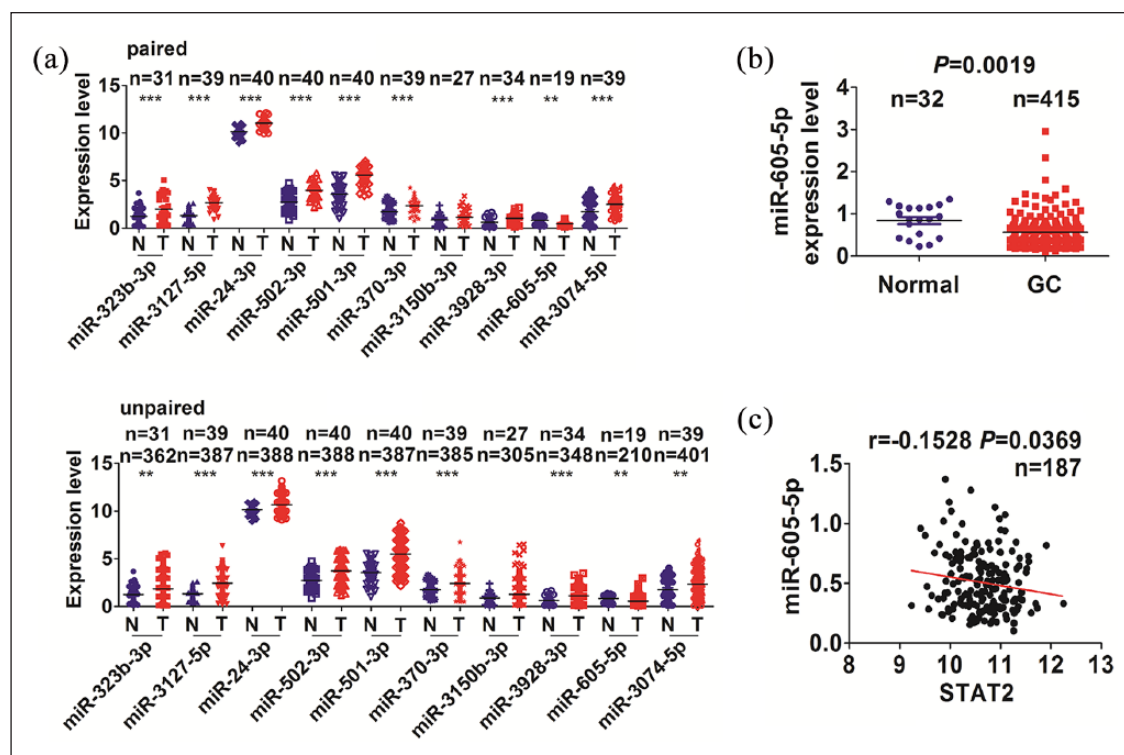 (a)
paired
n=31 n=39 n=40 n=40 n=40 n=39 n=27 n=34 n=19 n=39
*** *** *** *** *** *** *** ** ***
Expression level
15
10
5
0
N T N T N T N T N T N T N T N T N T N T
miR-323b-3p
miR-3127-5p
miR-24-3p
miR-502-3p
miR-501-3p
miR-370-3p
miR-3150b-3p
miR-3928-3p
miR-605-5p
miR-3074-5p
unpaired
n=31 n=39 n=40 n=40 n=40 n=39 n=27 n=34 n=19 n=39
n=362 n=387 n=388 n=388 n=387 n=385 n=305 n=348 n=210 n=401
** *** *** *** *** *** *** ** ***
Expression level
15
10
5
0
N T N T N T N T N T N T N T N T N T N T
miR-323b-3p
miR-3127-5p
miR-24-3p
miR-502-3p
miR-501-3p
miR-370-3p
miR-3150b-3p
miR-3928-3p
miR-605-5p
miR-3074-5p
(b)
P=0.0019
n=32 n=415
miR-605-5p
expression level
4
3
2
1
0
Normal GC
(c)
r=-0.1528 P=0.0369
n=187
miR-605-5p
1.5
1.0
0.5
0.0
8 9 10 11 12 13
STAT2